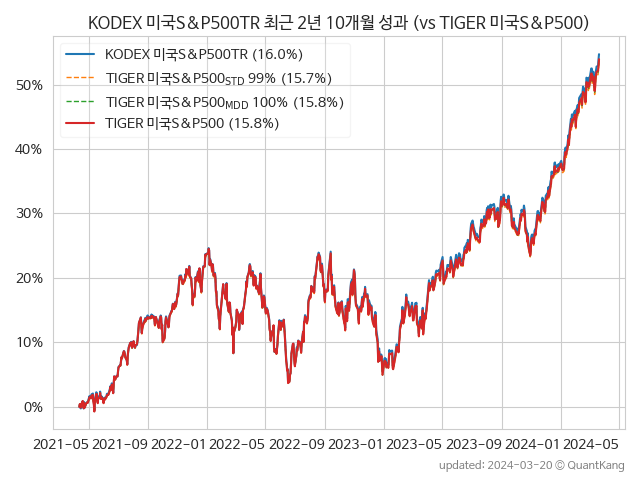 KODEX 미국S&P500TR 최근 2년 10개월 성과 (vs TIGER 미국S&P500)
KODEX 미국S&P500TR (16.0%)
TIGER 미국S&P500STD 99% (15.7%)
TIGER 미국S&P500MDD 100% (15.8%)
TIGER 미국S&P500 (15.8%)
50%
40%
30%
20%
10%
0%
2021-05 2021-09 2022-01 2022-05 2022-09 2023-01 2023-05 2023-09 2024-01 2024-05
updated: 2024-03-20 © QuantKang